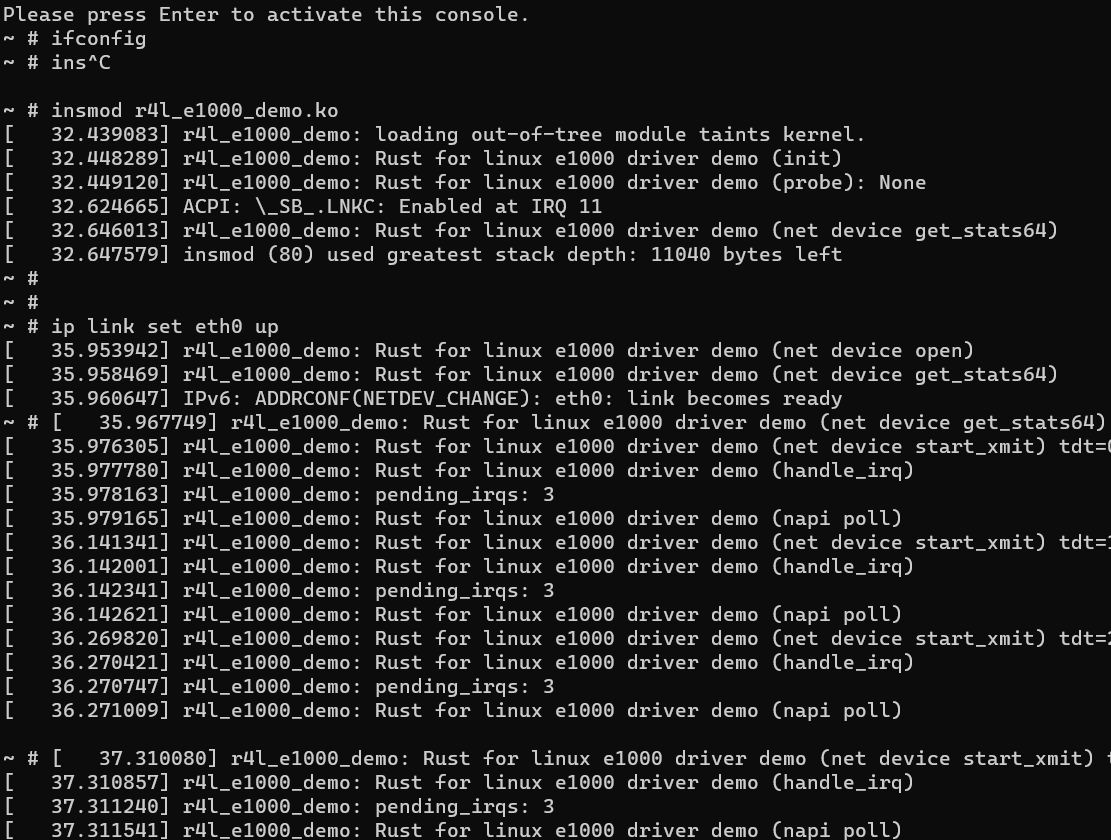 Please press Enter to activate this console.
~ # ifconfig
~ # ins^C
~ # insmod r4l_e1000_demo.ko
[   32.439083] r4l_e1000_demo: loading out-of-tree module taints kernel.
[   32.448289] r4l_e1000_demo: Rust for linux e1000 driver demo (init)
[   32.449120] r4l_e1000_demo: Rust for linux e1000 driver demo (probe): None
[   32.624665] ACPI: \_SB_.LNKC: Enabled at IRQ 11
[   32.646013] r4l_e1000_demo: Rust for linux e1000 driver demo (net device get_stats64)
[   32.647579] insmod (80) used greatest stack depth: 11040 bytes left
~ #
~ #
~ # ip link set eth0 up
[   35.953942] r4l_e1000_demo: Rust for linux e1000 driver demo (net device open)
[   35.958469] r4l_e1000_demo: Rust for linux e1000 driver demo (net device get_stats64)
[   35.960647] IPv6: ADDRCONF(NETDEV_CHANGE): eth0: link becomes ready
~ # [   35.967749] r4l_e1000_demo: Rust for linux e1000 driver demo (net device get_stats64)
[   35.976305] r4l_e1000_demo: Rust for linux e1000 driver demo (net device start_xmit) tdt=0
[   35.977780] r4l_e1000_demo: Rust for linux e1000 driver demo (handle_irq)
[   35.978163] r4l_e1000_demo: pending_irqs: 3
[   35.979165] r4l_e1000_demo: Rust for linux e1000 driver demo (napi poll)
[   36.141341] r4l_e1000_demo: Rust for linux e1000 driver demo (net device start_xmit) tdt=1
[   36.142001] r4l_e1000_demo: Rust for linux e1000 driver demo (handle_irq)
[   36.142341] r4l_e1000_demo: pending_irqs: 3
[   36.142621] r4l_e1000_demo: Rust for linux e1000 driver demo (napi poll)
[   36.269820] r4l_e1000_demo: Rust for linux e1000 driver demo (net device start_xmit) tdt=2
[   36.270421] r4l_e1000_demo: Rust for linux e1000 driver demo (handle_irq)
[   36.270747] r4l_e1000_demo: pending_irqs: 3
[   36.271009] r4l_e1000_demo: Rust for linux e1000 driver demo (napi poll)
~ # [   37.310080] r4l_e1000_demo: Rust for linux e1000 driver demo (net device start_xmit)
[   37.310857] r4l_e1000_demo: Rust for linux e1000 driver demo (handle_irq)
[   37.311240] r4l_e1000_demo: pending_irqs: 3
[   37.311541] r4l_e1000_demo: Rust for linux e1000 driver demo (napi poll)